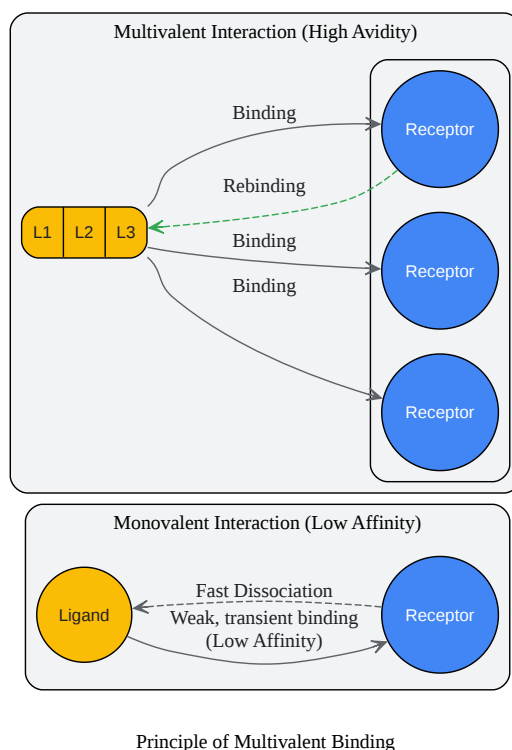 Multivalent Interaction (High Avidity)
Binding
Receptor
Rebinding
L1 L2 L3
Binding
Receptor
Binding
Receptor
Monovalent Interaction (Low Affinity)
Fast Dissociation
Ligand
Weak, transient binding
(Low Affinity)
Receptor
Principle of Multivalent Binding